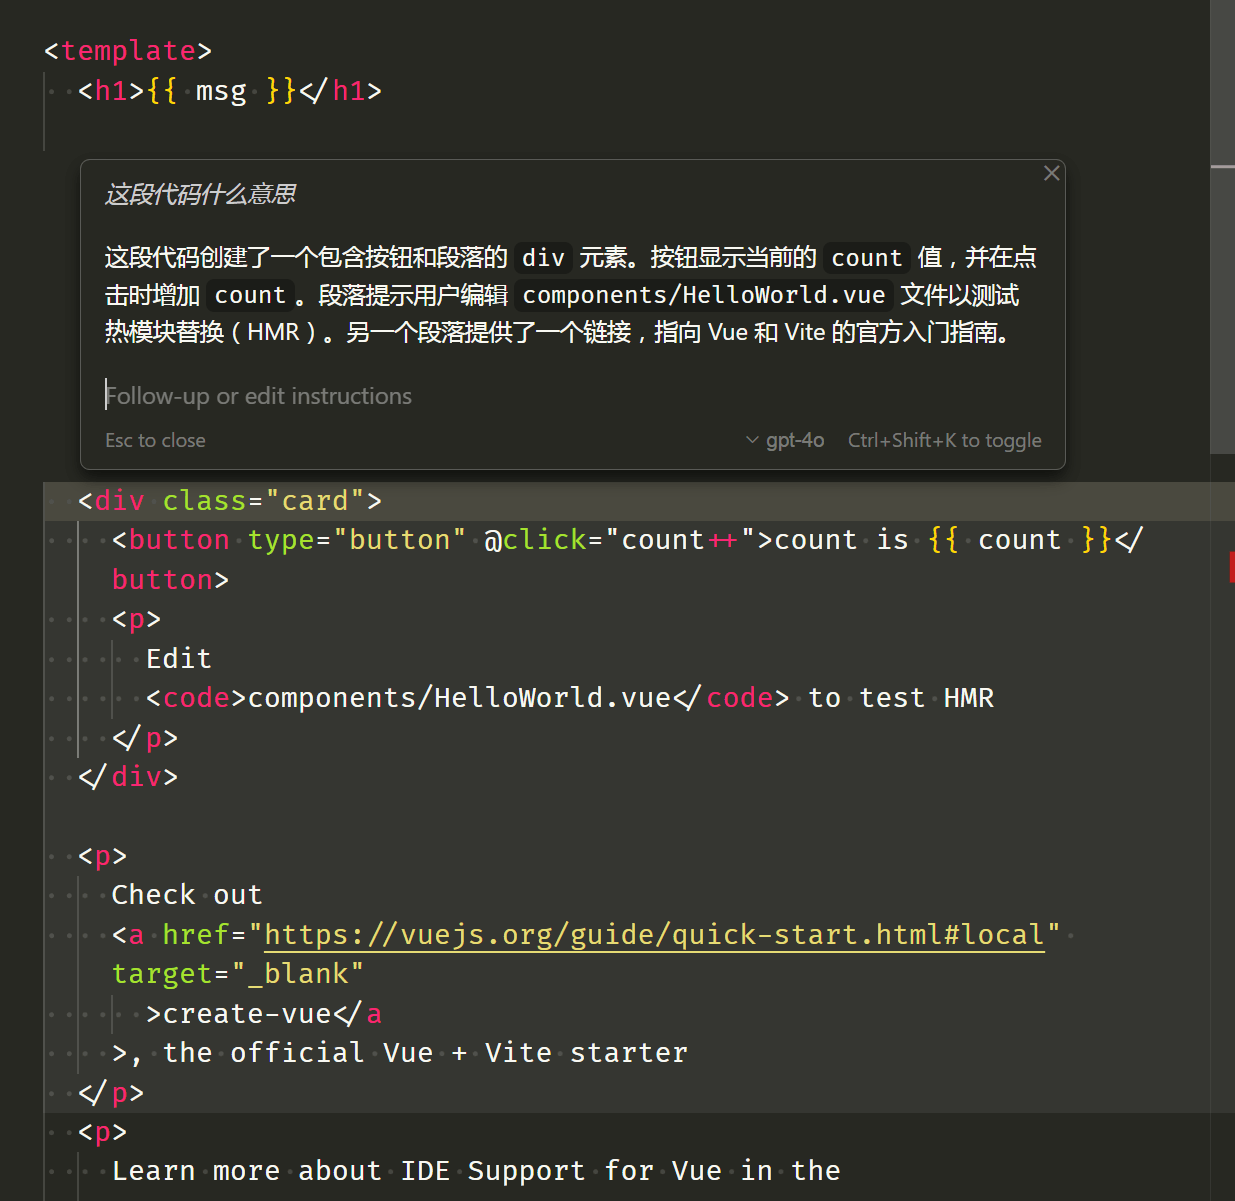 <template>
<h1>{{ msg }}</h1>
这段代码什么意思
这段代码创建了一个包含按钮和段落的 div 元素。按钮显示当前的 count 值，并在点
击时增加 count 。段落提示用户编辑 components/HelloWorld.vue 文件以测试
热模块替换（HMR）。另一个段落提供了一个链接，指向 Vue 和 Vite 的官方入门指南。
Follow-up or edit instructions
Esc to close gpt-4o Ctrl+Shift+K to toggle
<div class="card">
<button type="button" @click="count++">count is {{ count }}</
button>
<p>
Edit
<code>components/HelloWorld.vue</code> to test HMR
</p>
</div>
<p>
Check out
<a href="https://vuejs.org/guide/quick-start.html#local"
target="_blank"
>create-vue</a
>, the official Vue + Vite starter
</p>
<p>
Learn more about IDE Support for Vue in the